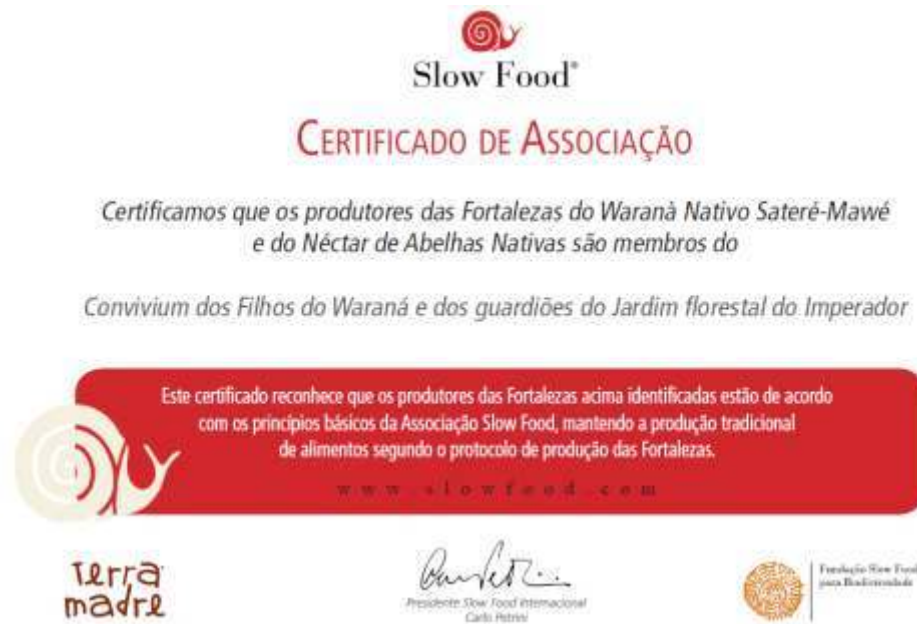 Slow Food®
CERTIFICADO DE ASSOCIAÇÃO
Certificamos que os produtores das Fortalezas do Waranà Nativo Sateré-Mawé
e do Néctar de Abelhas Nativas são membros do
Convivium dos Filhos do Waraná e dos guardiões do Jardim florestal do Imperador
Este certificado reconhece que os produtores das Fortalezas acima identificadas estão de acordo
com os princípios básicos da Associação Slow Food, mantendo a produção tradicional
de alimentos segundo o protocolo de produção das Fortalezas.
www.slowfood.com
Terra
madre
Presidente Slow Food Internacional
Carlo Petrini
Fundação Slow Food
para Biodiversidade